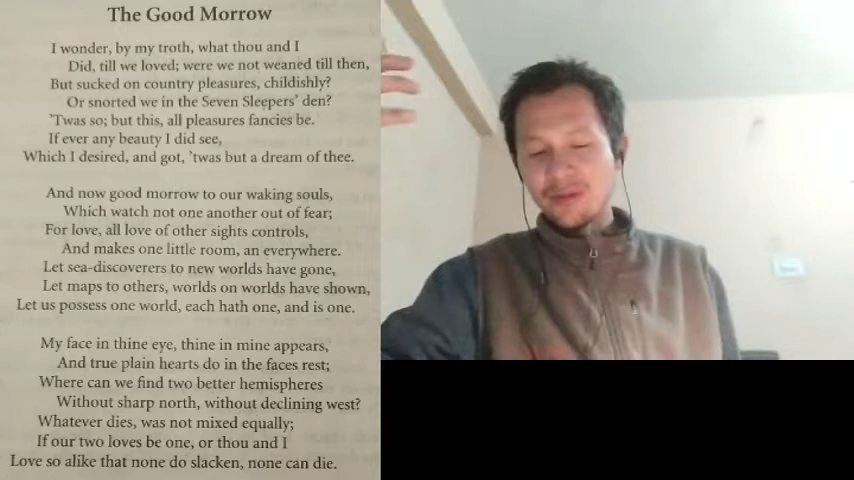 The Good Morrow
I wonder, by my troth, what thou and I
Did, till we loved; were we not weaned till then,
But sucked on country pleasures, childishly?
Or snorted we in the Seven Sleepers' den?
'Twas so; but this, all pleasures fancies be.
If ever any beauty I did see,
Which I desired, and got, 'twas but a dream of thee.
And now good morrow to our waking souls,
Which watch not one another out of fear;
For love, all love of other sights controls,
And makes one little room, an everywhere.
Let sea-discoverers to new worlds have gone,
Let maps to others, worlds on worlds have shown,
Let us possess one world, each hath one, and is one.
My face in thine eye, thine in mine appears,
And true plain hearts do in the faces rest;
Where can we find two better hemispheres
Without sharp north, without declining west?
Whatever dies, was not mixed equally;
If our two loves be one, or thou and I
Love so alike that none do slacken, none can die.